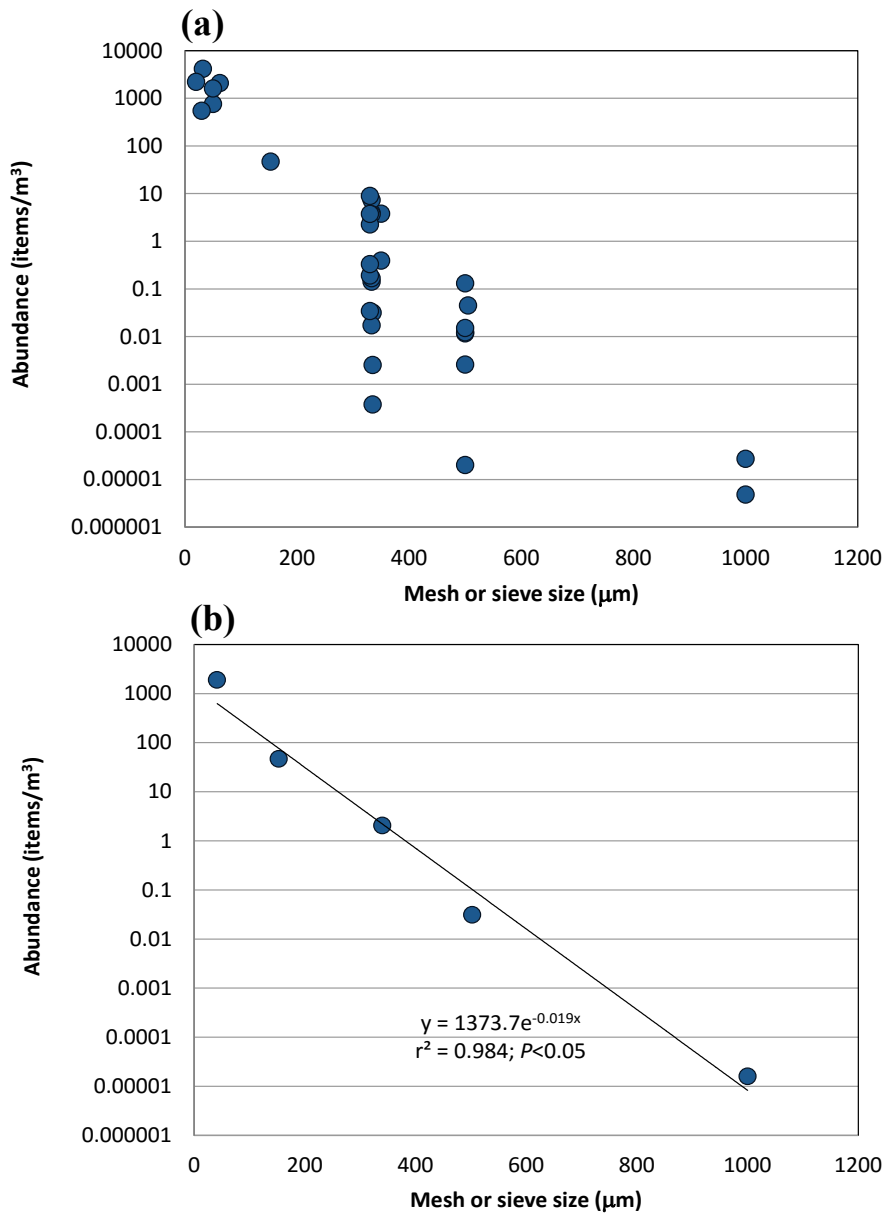 (a)
10000
1000
100
10
1
0.1
0.01
0.001
0.0001
0.00001
0.000001
Abundance (items/m³)
0 200 400 600 800 1000 1200
Mesh or sieve size (μm)
(b)
10000
1000
100
10
1
0.1
0.01
0.001
0.0001
0.00001
0.000001
Abundance (items/m³)
y = 1373.7e^-0.019x
r² = 0.984; P<0.05
0 200 400 600 800 1000 1200
Mesh or sieve size (μm)